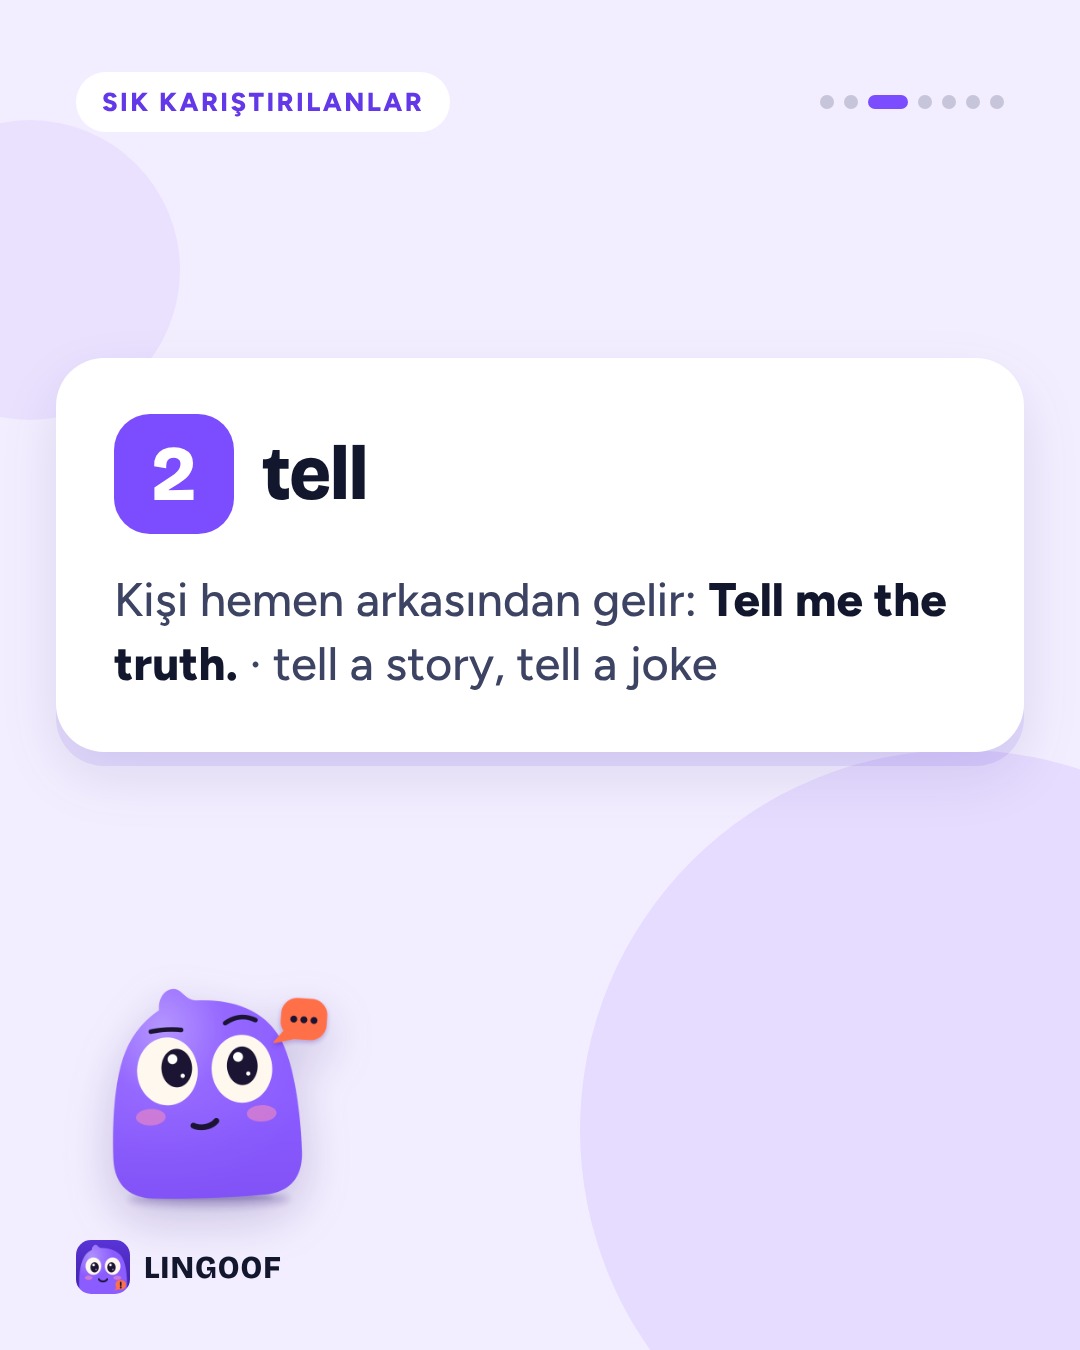 SIK KARIŞTIRILANLAR
2 tell
Kişi hemen arkasından gelir: Tell me the
truth. · tell a story, tell a joke
LINGOOF